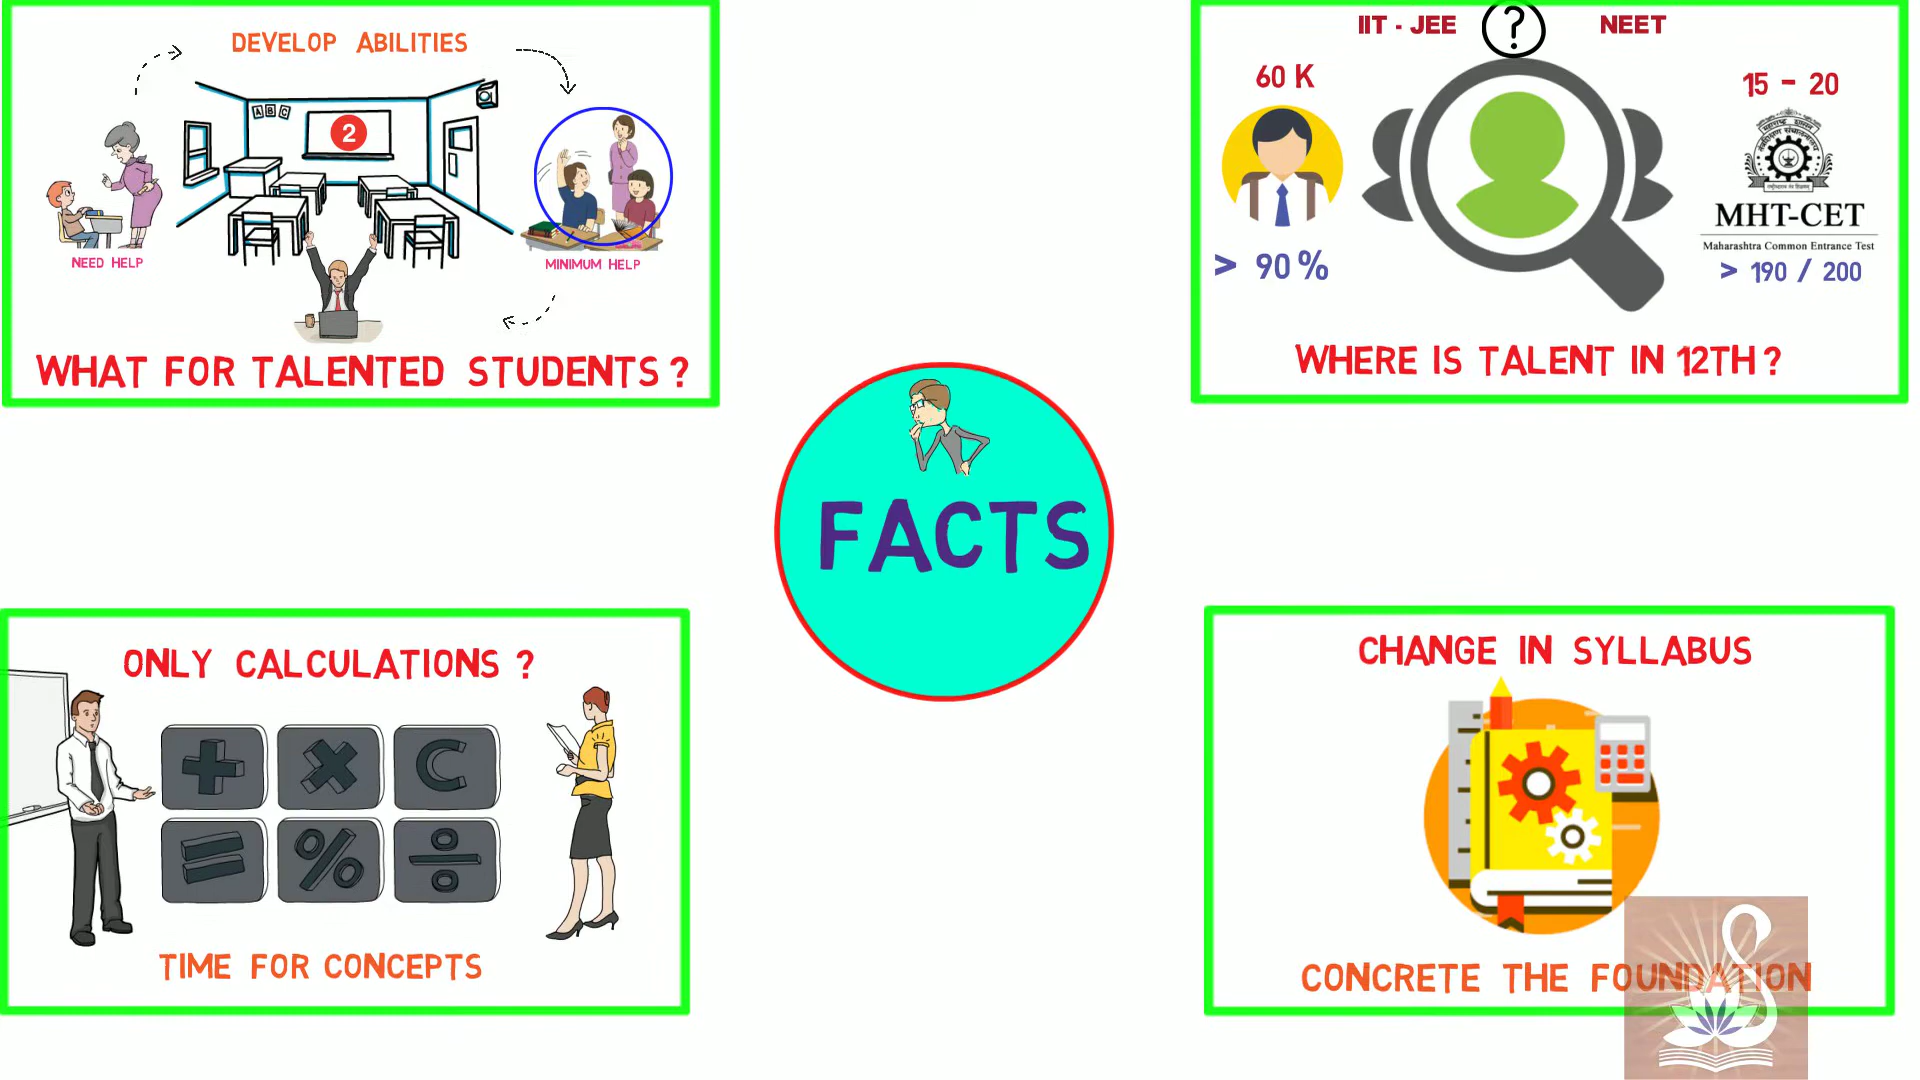 DEVELOP ABILITIES
A B C
2
NEED HELP
MINIMUM HELP
WHAT FOR TALENTED STUDENTS ?
IIT - JEE ? NEET
60 K
15 - 20
MHT-CET
Maharashtra Common Entrance Test
> 90 %
> 190 / 200
WHERE IS TALENT IN 12TH ?
FACTS
ONLY CALCULATIONS ?
+ × C
= % ÷
TIME FOR CONCEPTS
CHANGE IN SYLLABUS
CONCRETE THE FOUNDATION